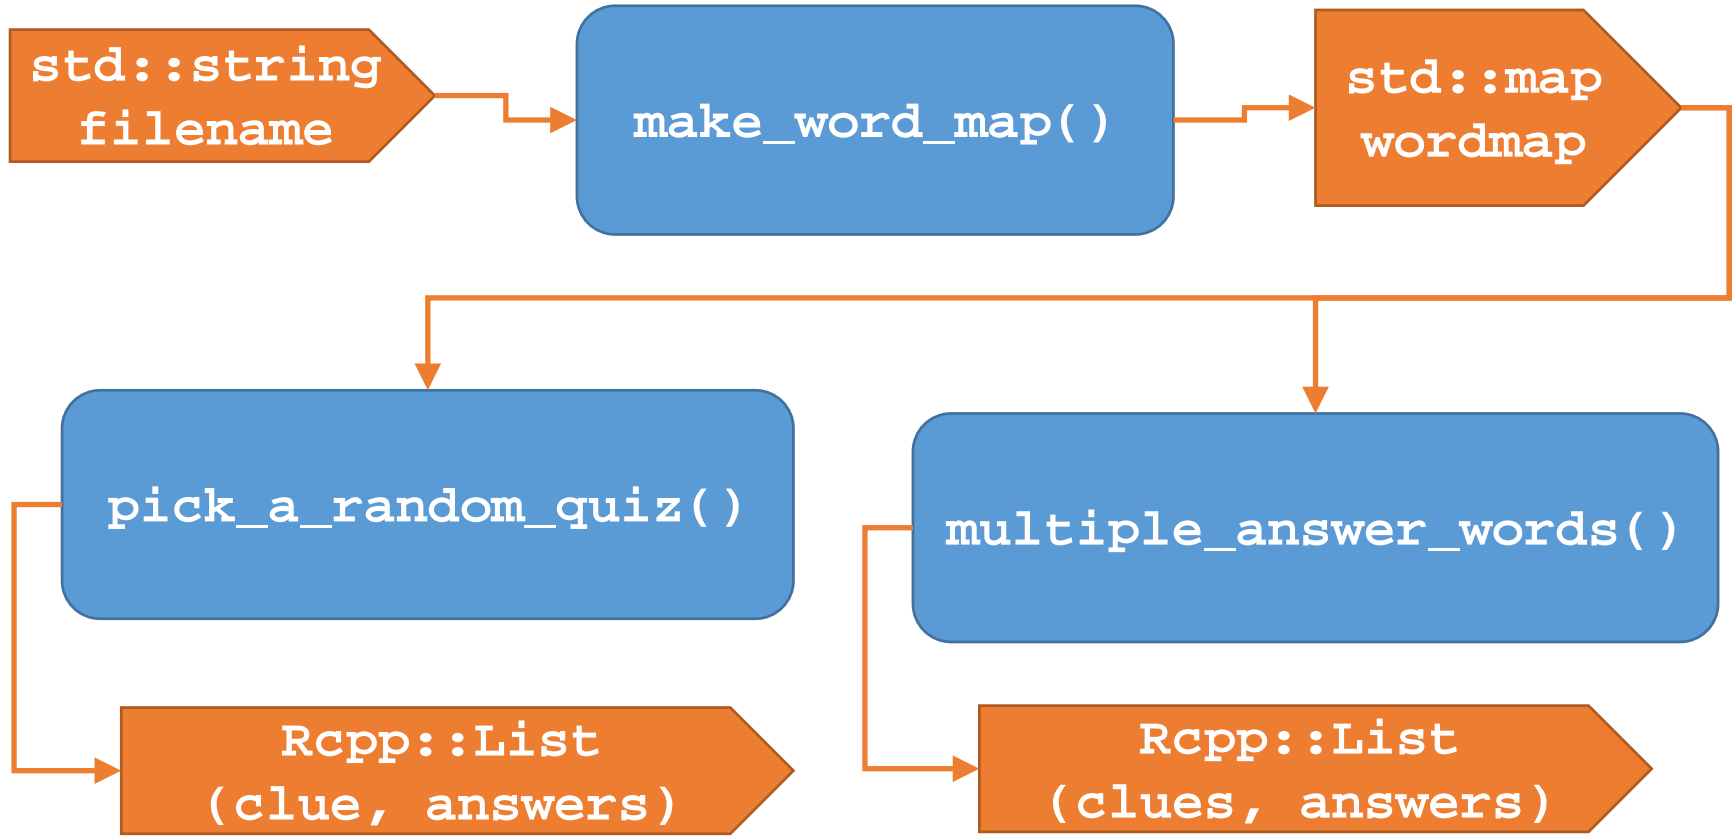 std::string
filename
make_word_map()
std::map
wordmap
pick_a_random_quiz()
multiple_answer_words()
Rcpp::List
(clue, answers)
Rcpp::List
(clues, answers)